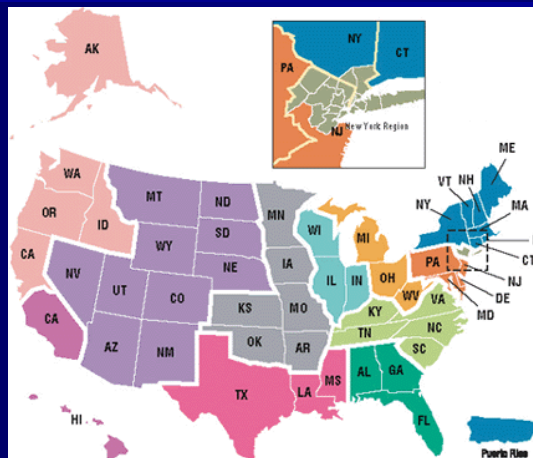 AK
NY
CT
PA
NJ
New York Region
ME
VT
NH
NY
MA
CT
NJ
DE
MD
WA
OR
ID
CA
MT
ND
SD
WY
NE
NV
UT
CO
AZ
NM
CA
MN
IA
KS
MO
OK
AR
WI
IL
IN
MI
OH
WV
PA
VA
KY
TN
NC
SC
TX
LA
MS
AL
GA
FL
HI
Puerto Rico